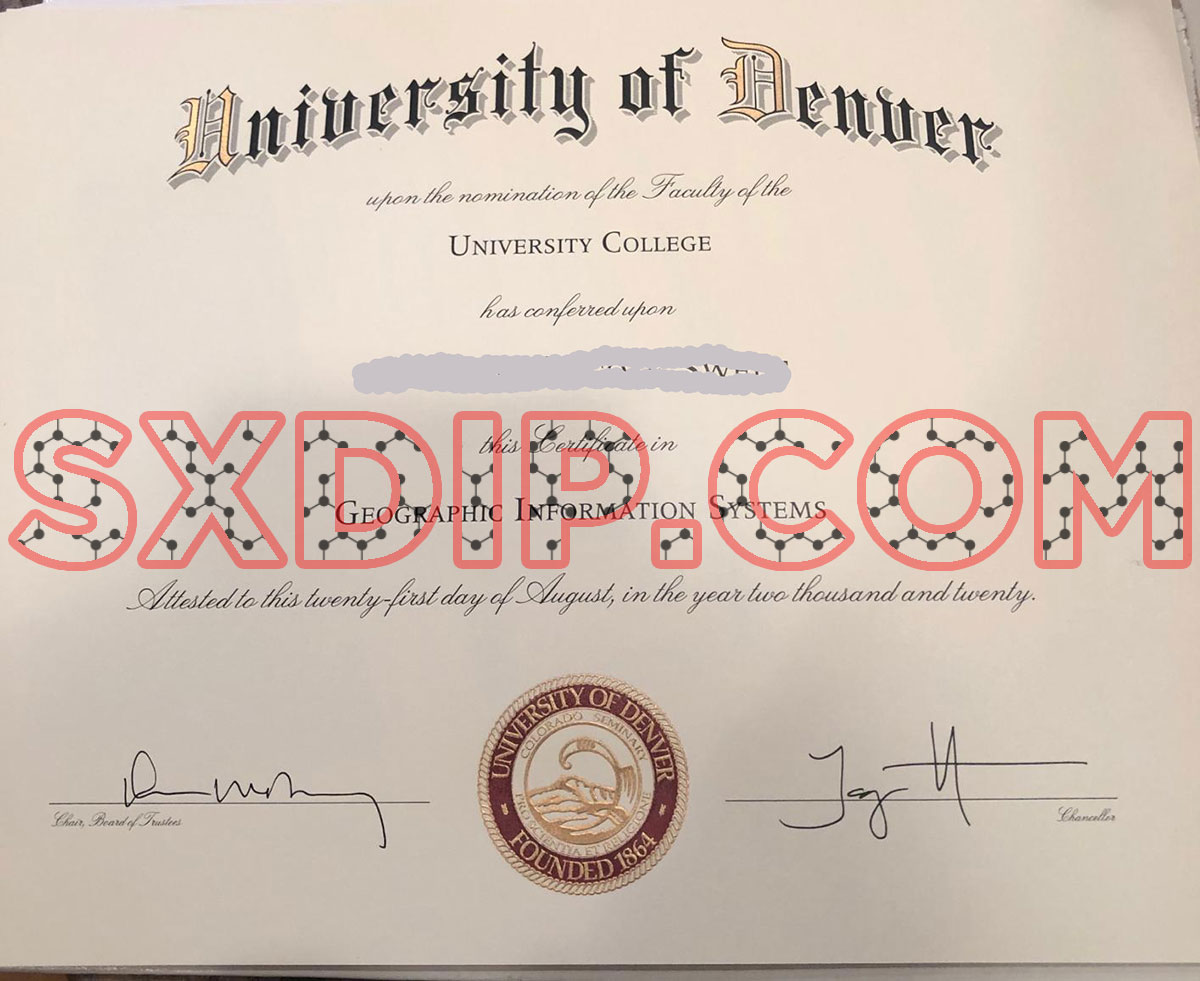 University of Denver
upon the nomination of the Faculty of the
UNIVERSITY COLLEGE
has conferred upon
this Certificate in
SXDIP.COM
GEOGRAPHIC INFORMATION SYSTEMS
Attested to this twenty-first day of August, in the year two thousand and twenty.
Chair, Board of Trustees
UNIVERSITY OF DENVER
COLORADO SEMINARY
PRO SCIENTIA ET RELIGIONE
FOUNDED 1864
Chancellor